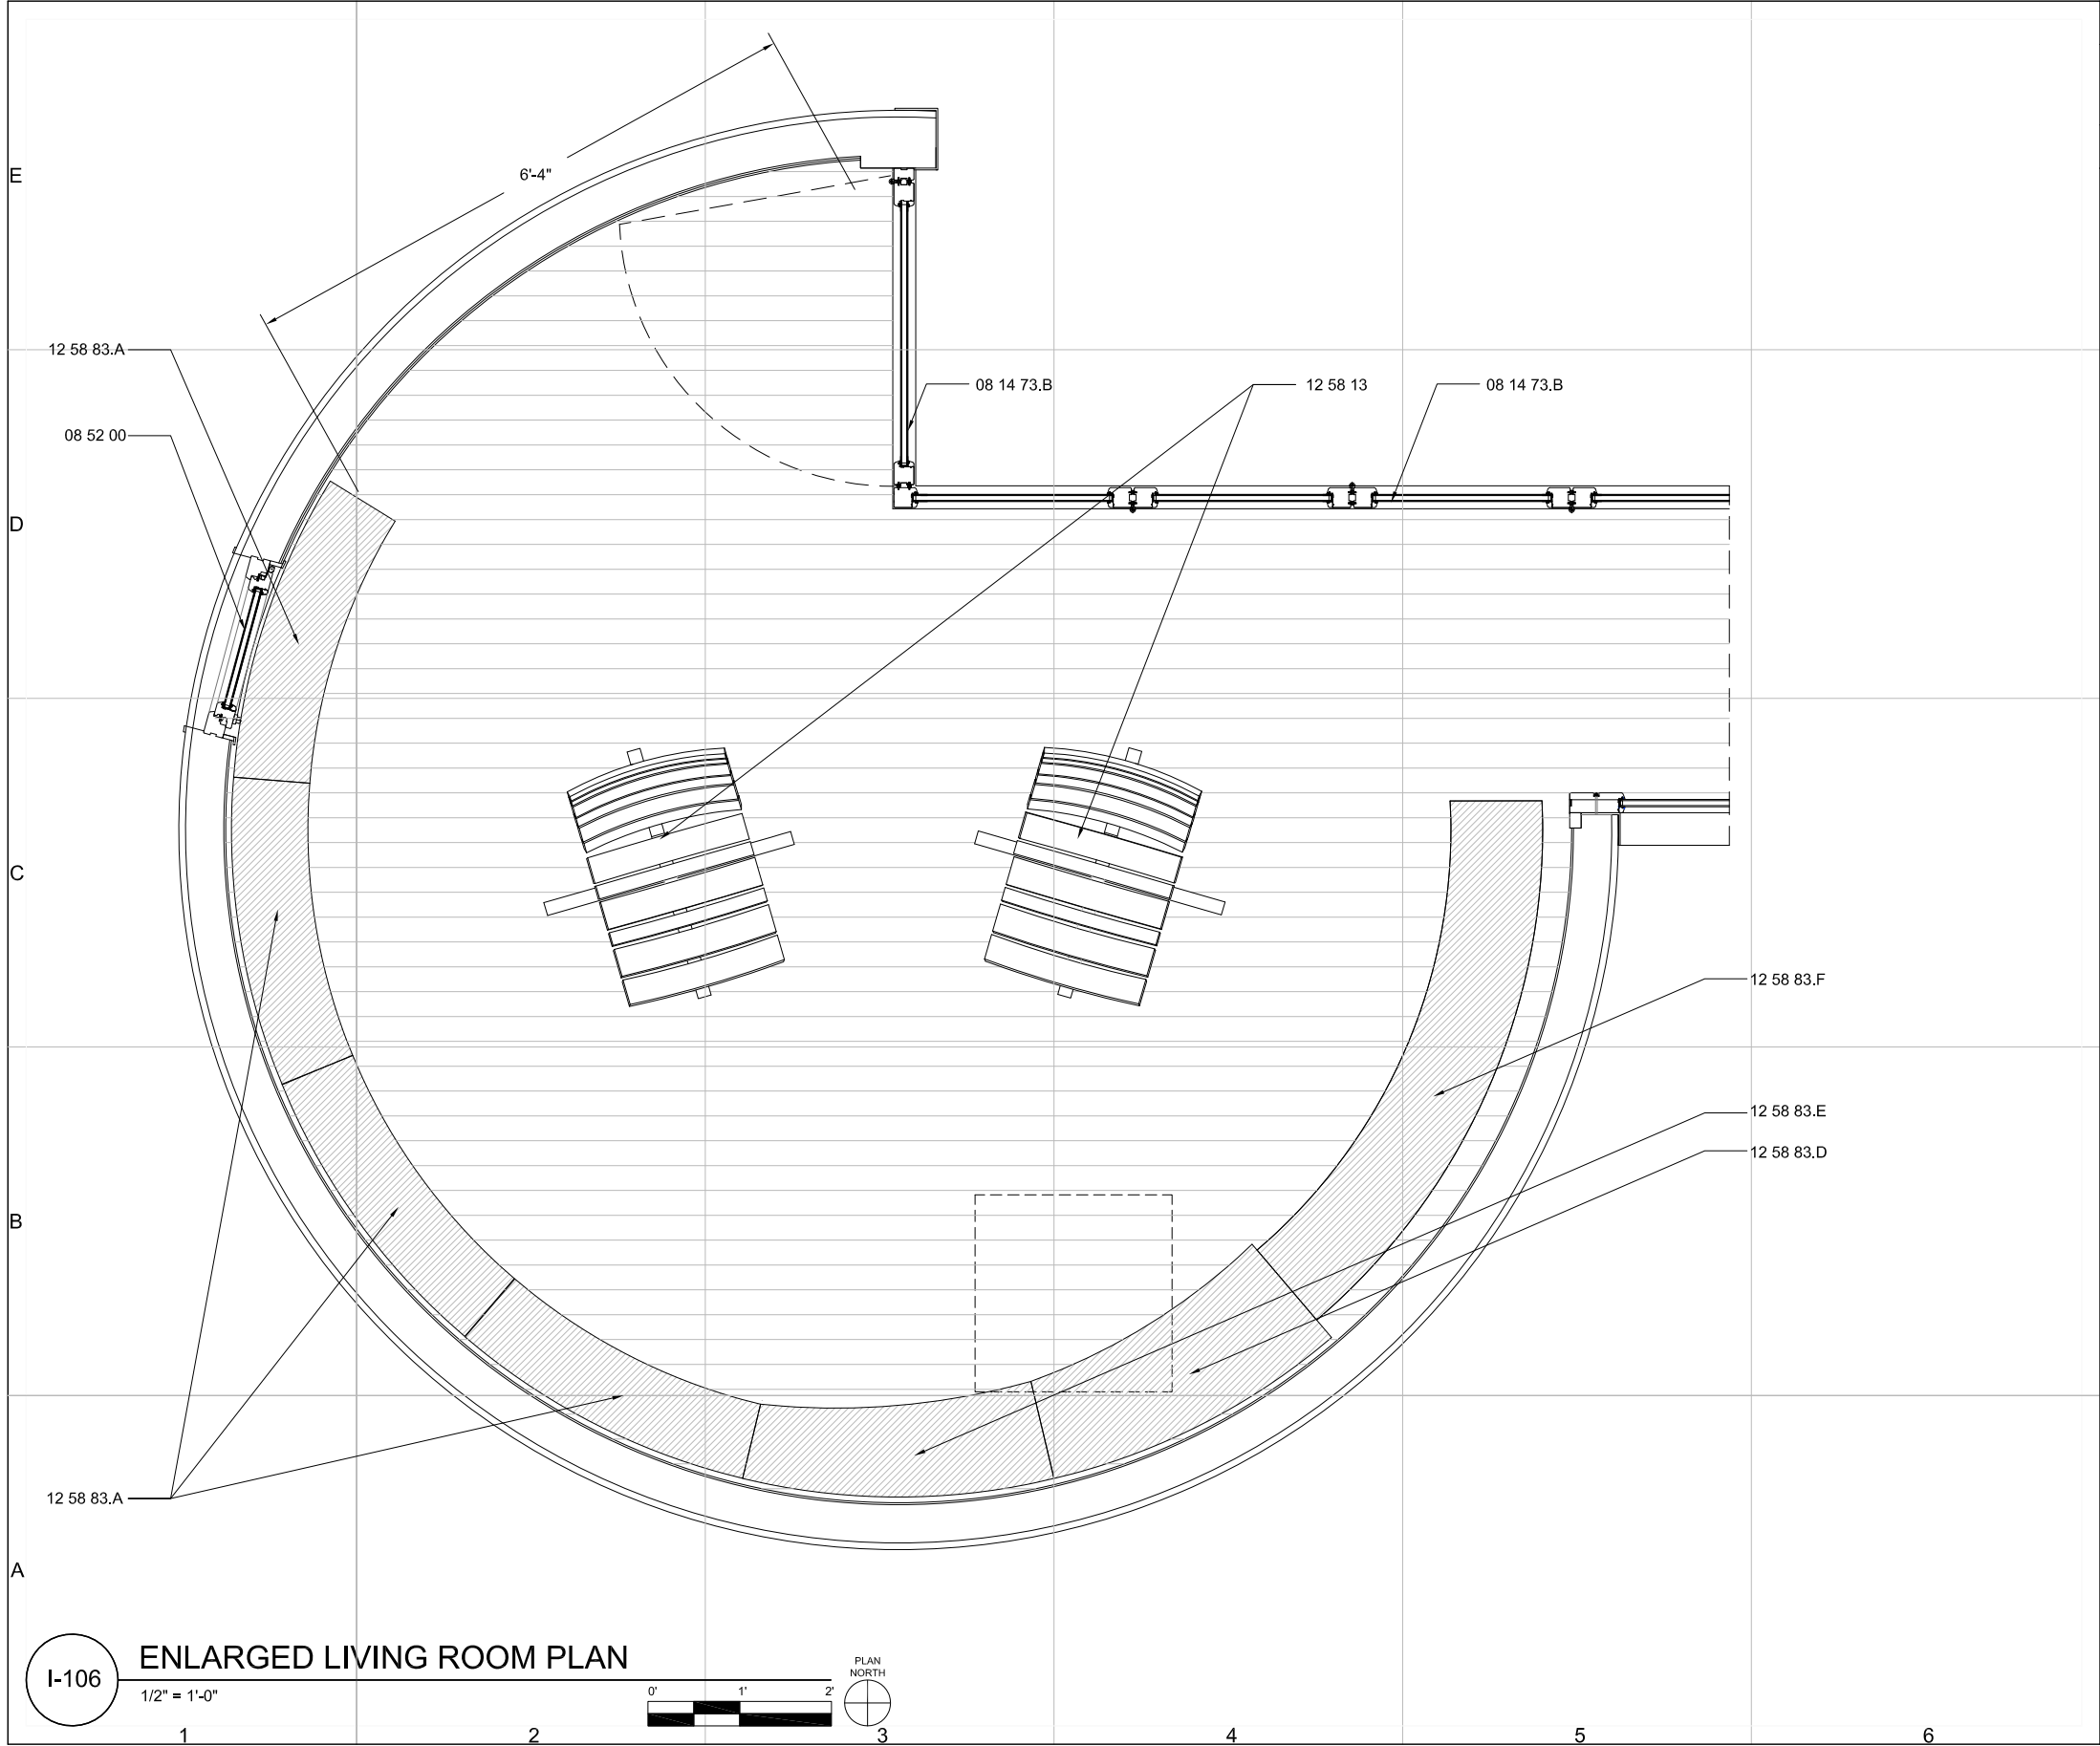 E
6'-4"
12 58 83.A
08 14 73.B
12 58 13
08 14 73.B
08 52 00
D
C
12 58 83.F
12 58 83.E
12 58 83.D
B
12 58 83.A
A
I-106
ENLARGED LIVING ROOM PLAN
1/2" = 1'-0"
0' 1' 2'
PLAN
NORTH
1 2 3 4 5 6